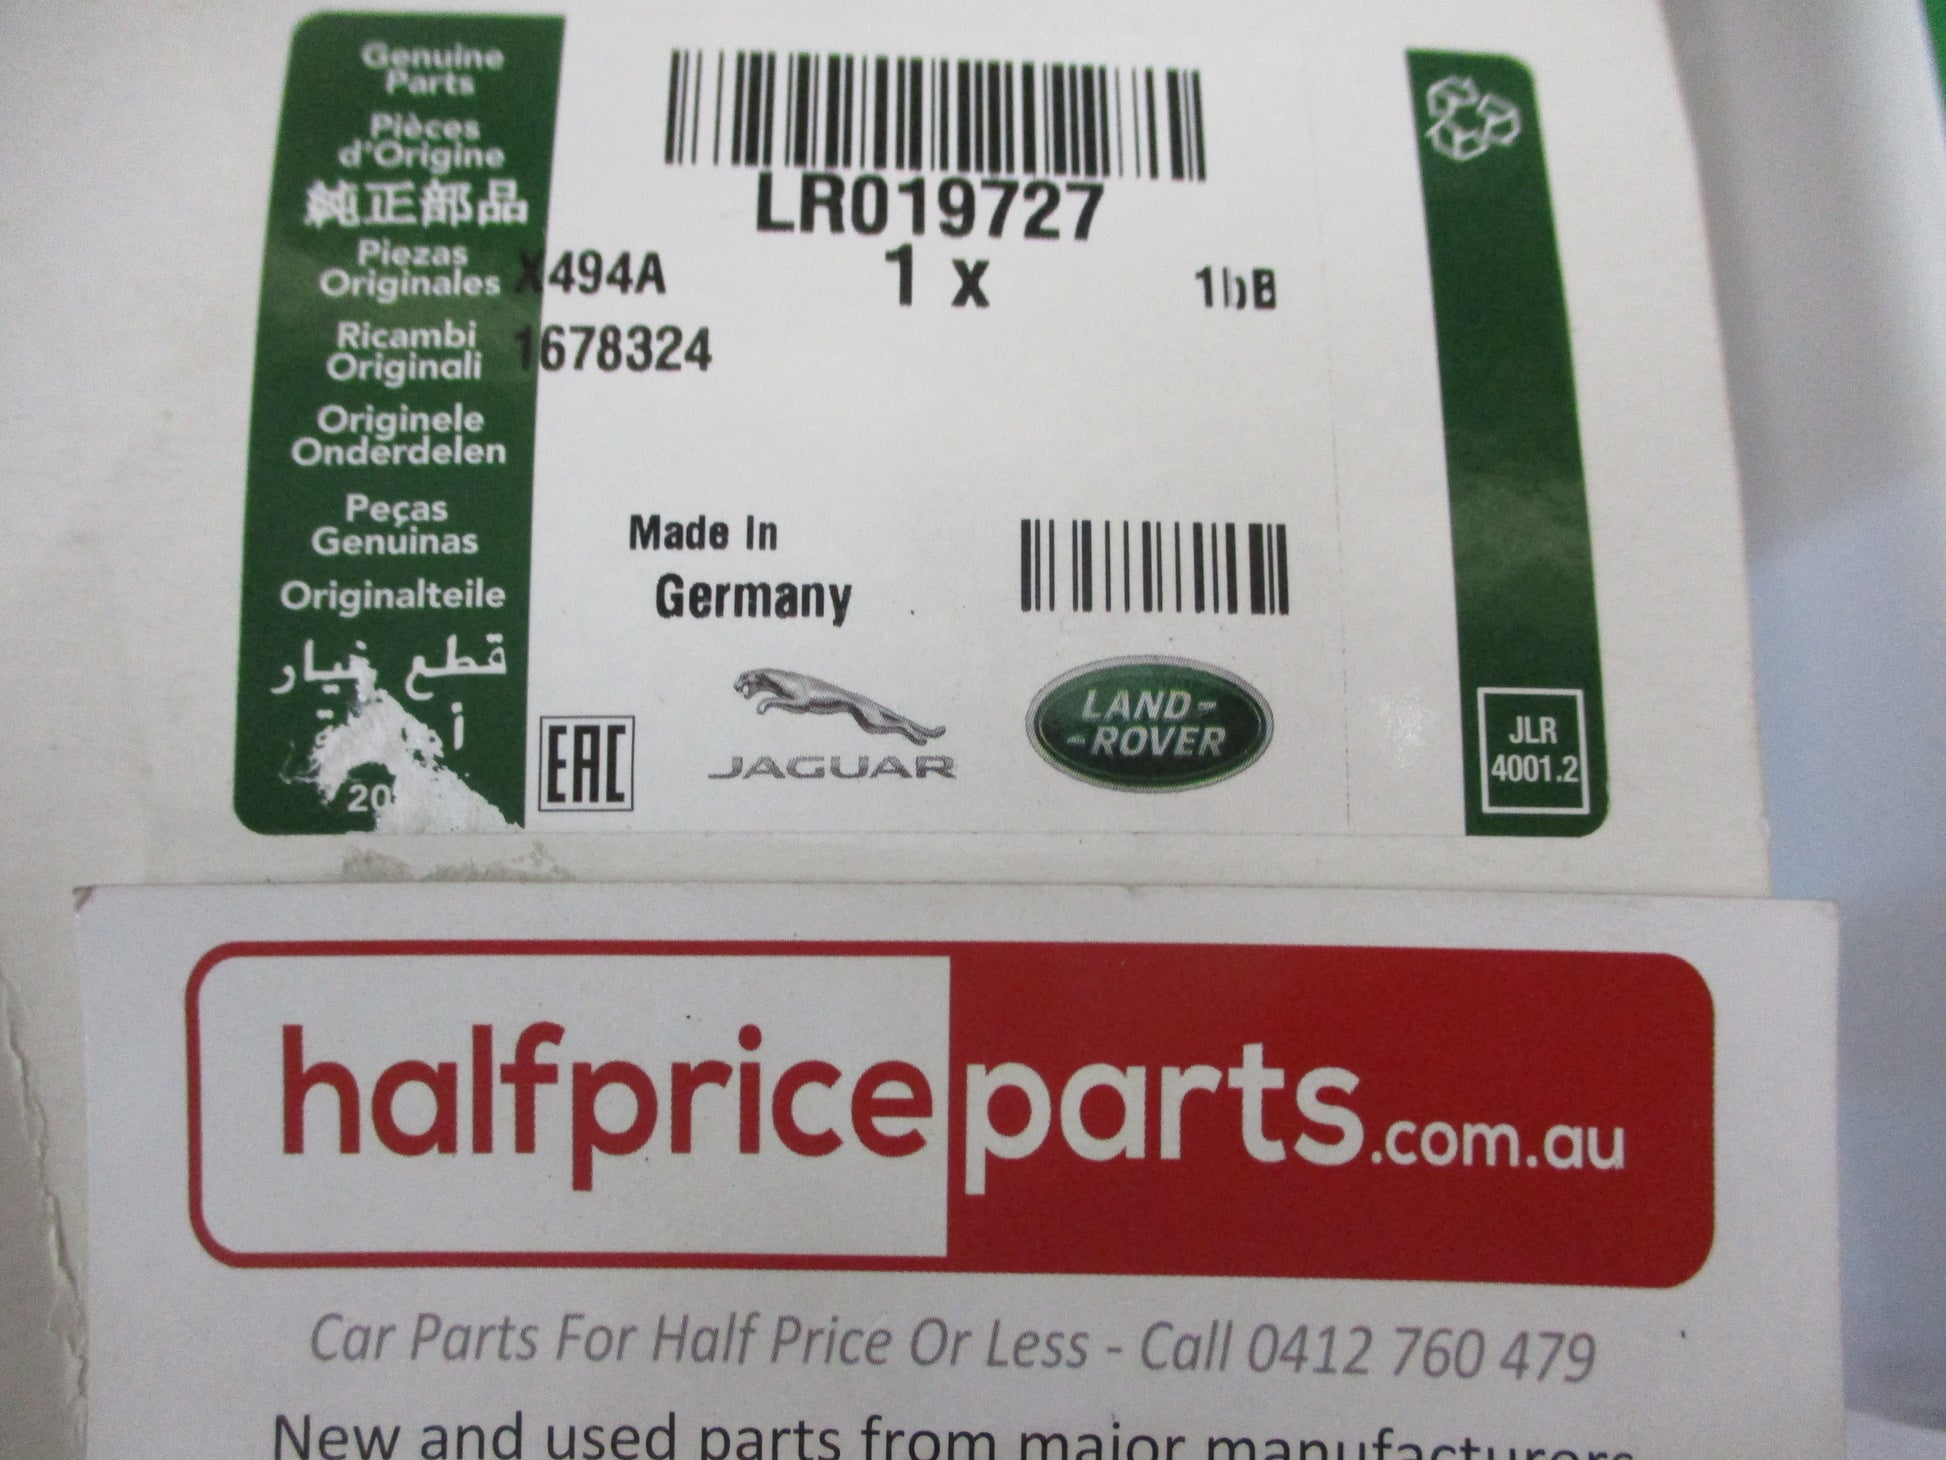 Genuine
Parts
Pièces
d'Origine
純正部品
Piezas
Originales
Ricambi
Originali
Originele
Onderdelen
Peças
Genuinas
Originalteile
قطع غيار
LR019727
X494A
1 x
1678324
Made In
Germany
EAC
JAGUAR
LAND-
-ROVER
JLR
4001.2
halfpriceparts.com.au
Car Parts For Half Price Or Less - Call 0412 760 479
New and used parts from major manufacturers